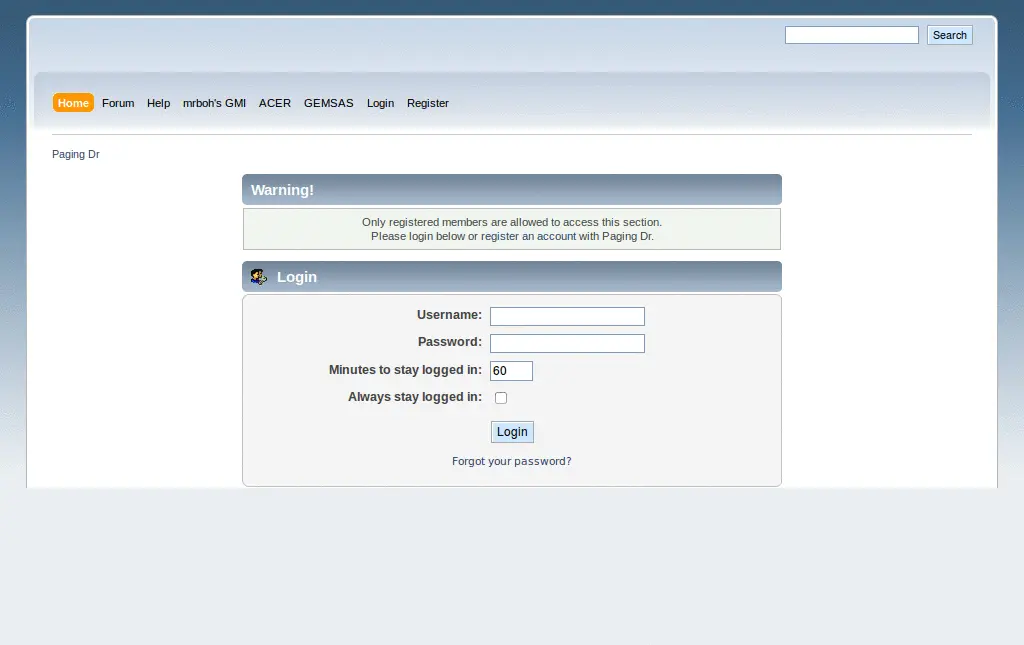 Search
Home Forum Help mrboh's GMI ACER GEMSAS Login Register
Paging Dr
Warning!
Only registered members are allowed to access this section.
Please login below or register an account with Paging Dr.
Login
Username:
Password:
Minutes to stay logged in: 60
Always stay logged in:
Login
Forgot your password?